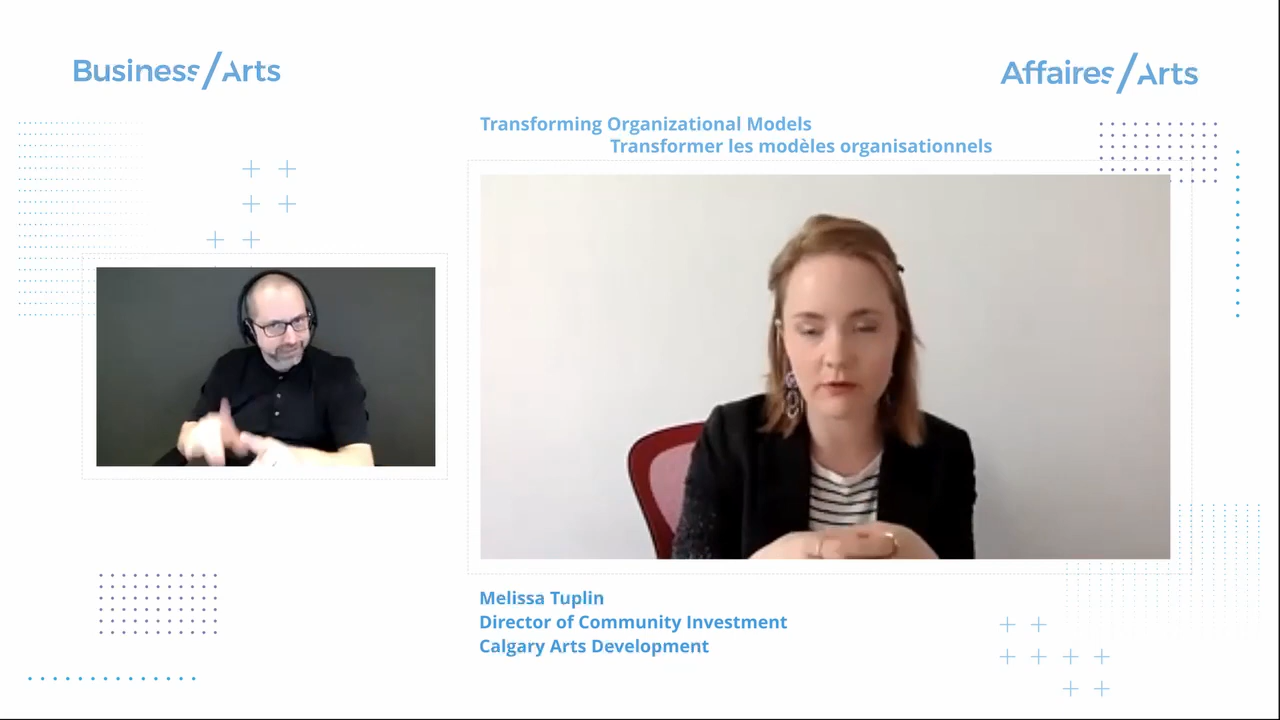 Business/Arts
Affaires/Arts
Transforming Organizational Models
Transformer les modèles organisationnels
Melissa Tuplin
Director of Community Investment
Calgary Arts Development